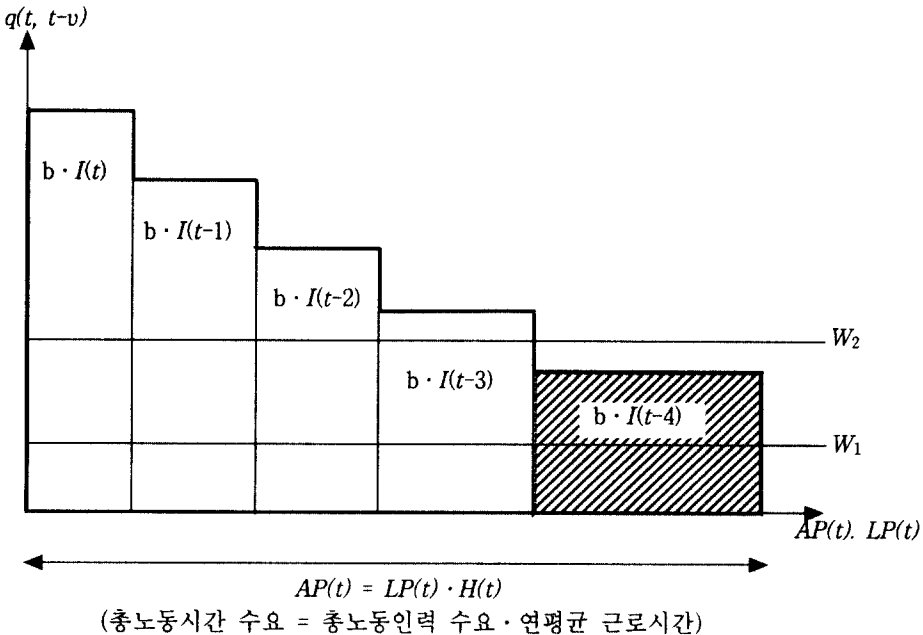 q(t, t-v)
b · I(t)
b · I(t-1)
b · I(t-2)
W₂
b · I(t-3)
b · I(t-4)
W₁
AP(t). LP(t)
AP(t) = LP(t) · H(t)
(총노동시간 수요 = 총노동인력 수요 · 연평균 근로시간)